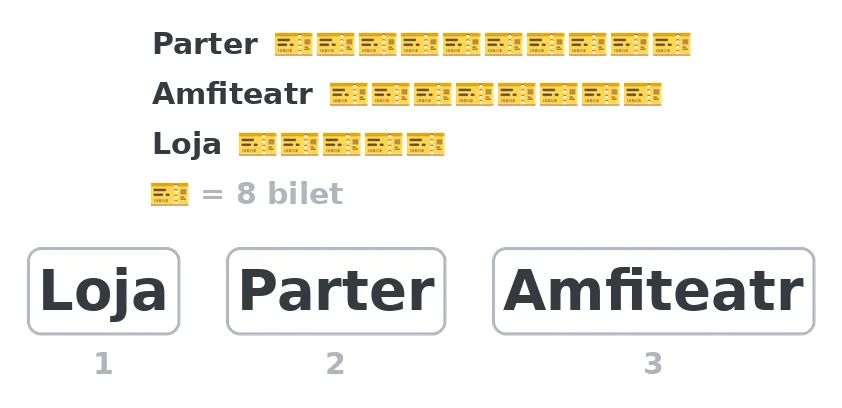 Parter
Amfiteatr
Loja
= 8 bilet
Loja Parter Amfiteatr
1 2 3